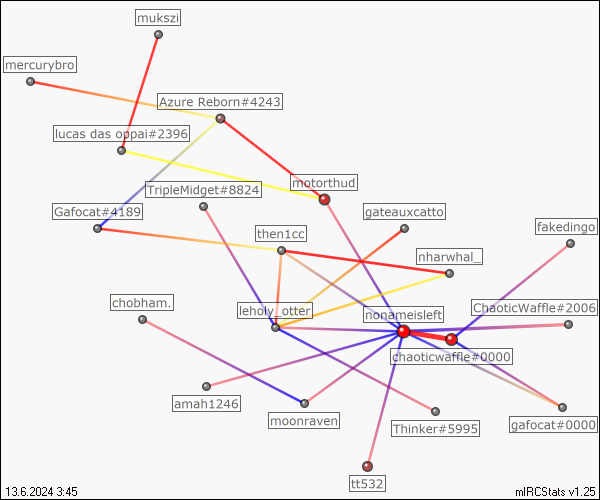 mukszi
mercurybro
Azure Reborn#4243
lucas das oppai#2396
motorthud
TripleMidget#8824
Gafocat#4189
gateauxcatto
then1cc
fakedingo
nharwhal_
chobham.
leholy_otter
nonameisleft
ChaoticWaffle#2006
chaoticwaffle#0000
amah1246
moonraven
Thinker#5995
gafocat#0000
tt532
13.6.2024 3:45
mIRCStats v1.25